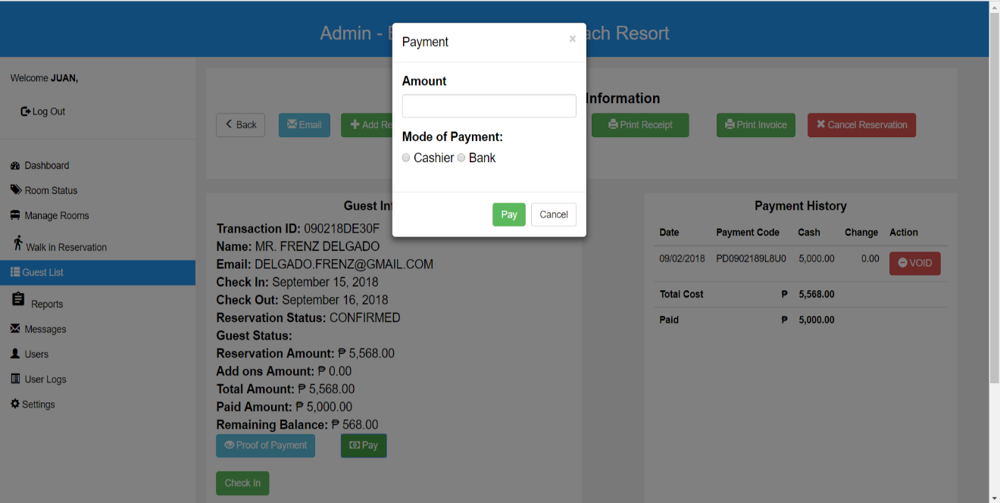 Admin - ach Resort
Payment ×
Amount
Mode of Payment:
Cashier Bank
Pay Cancel
Welcome JUAN,
Log Out
Dashboard
Room Status
Manage Rooms
Walk in Reservation
Guest List
Reports
Messages
Users
User Logs
Settings
Information
Back Email Add Re Print Receipt Print Invoice Cancel Reservation
Guest In
Transaction ID: 090218DE30F
Name: MR. FRENZ DELGADO
Email: DELGADO.FRENZ@GMAIL.COM
Check In: September 15, 2018
Check Out: September 16, 2018
Reservation Status: CONFIRMED
Guest Status:
Reservation Amount: ₱ 5,568.00
Add ons Amount: ₱ 0.00
Total Amount: ₱ 5,568.00
Paid Amount: ₱ 5,000.00
Remaining Balance: ₱ 568.00
Proof of Payment Pay
Check In
Payment History
Date Payment Code Cash Change Action
09/02/2018 PD0902189L8U0 5,000.00 0.00 VOID
Total Cost ₱ 5,568.00
Paid ₱ 5,000.00